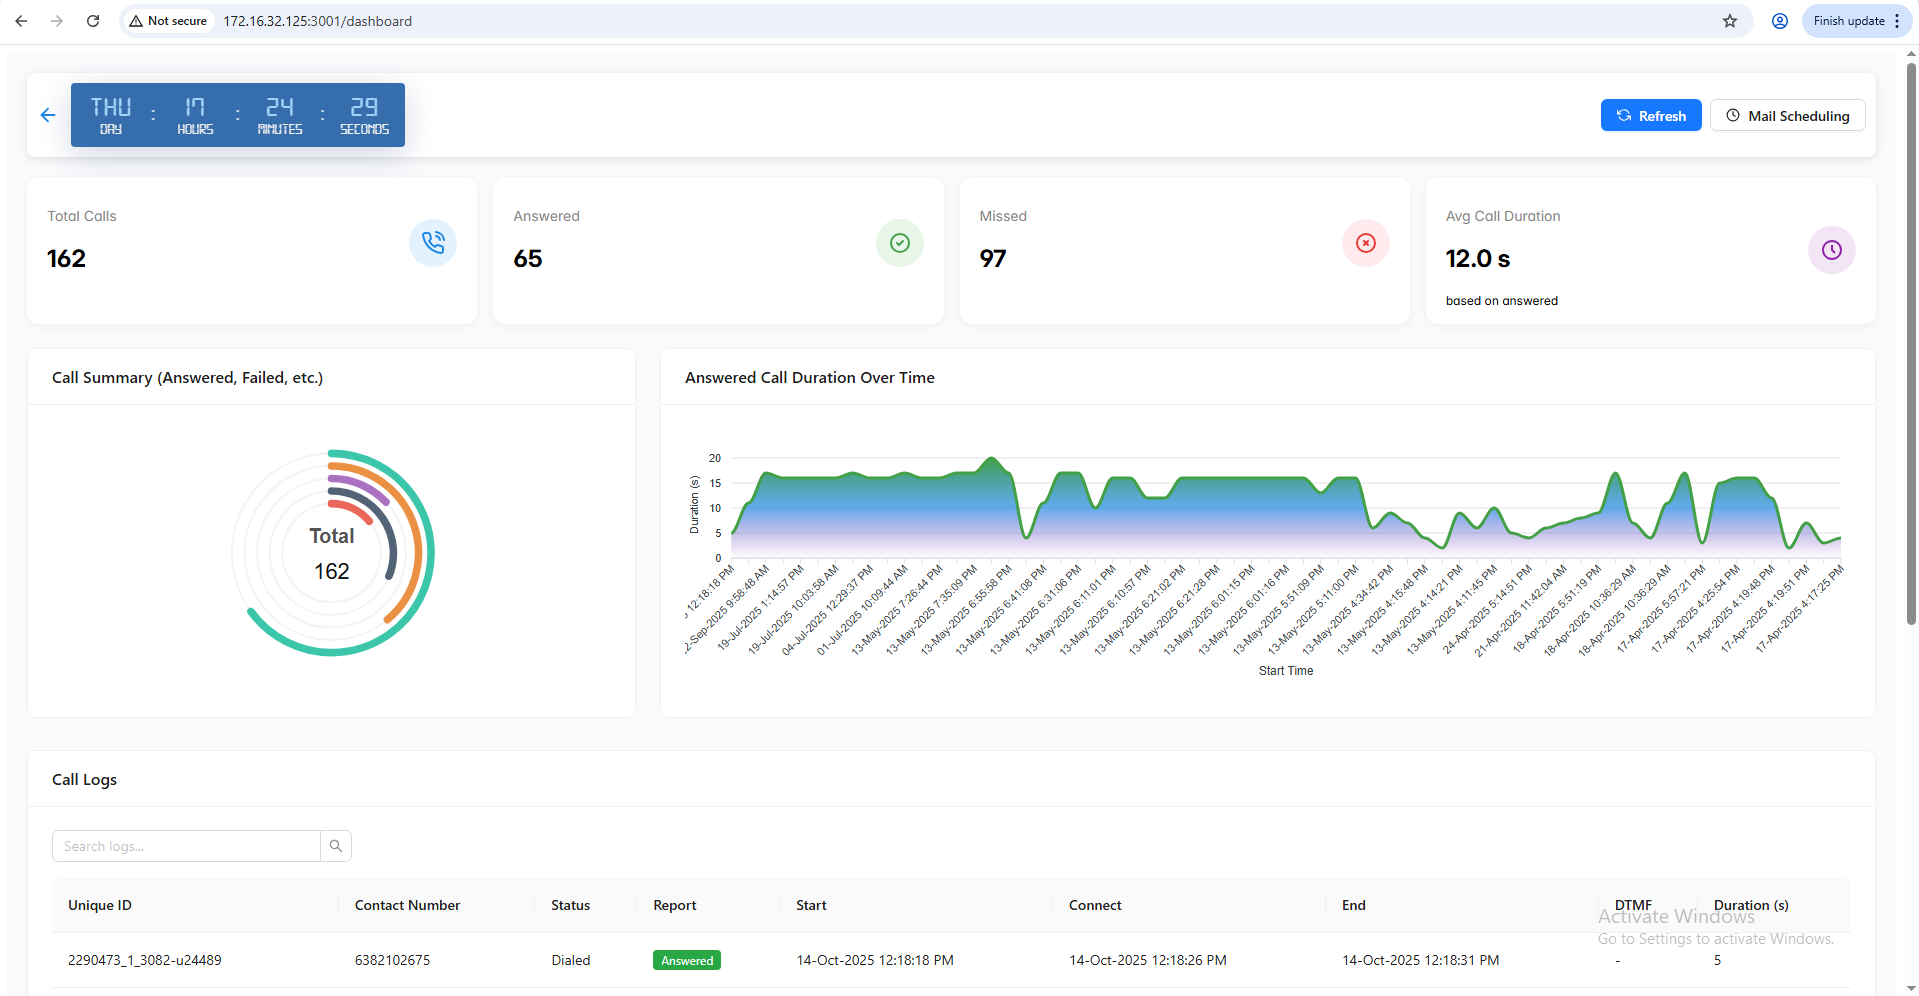 Not secure 172.16.32.125:3001/dashboard Finish update
THU : 17 : 24 : 29
DAY HOURS MINUTES SECONDS
Refresh Mail Scheduling
Total Calls
162
Answered
65
Missed
97
Avg Call Duration
12.0 s
based on answered
Call Summary (Answered, Failed, etc.)
Total
162
Answered Call Duration Over Time
20
15
10
5
0
Duration (s)
12:18:18 PM
2-Sep-2025 9:58:48 AM
19-Jul-2025 1:14:57 PM
19-Jul-2025 10:03:58 AM
04-Jul-2025 12:29:37 PM
01-Jul-2025 10:09:44 AM
13-May-2025 7:26:44 PM
13-May-2025 7:35:09 PM
13-May-2025 6:55:58 PM
13-May-2025 6:41:08 PM
13-May-2025 6:31:06 PM
13-May-2025 6:11:01 PM
13-May-2025 6:10:57 PM
13-May-2025 6:21:02 PM
13-May-2025 6:21:28 PM
13-May-2025 6:01:15 PM
13-May-2025 6:01:16 PM
13-May-2025 5:51:09 PM
13-May-2025 5:11:00 PM
13-May-2025 4:34:42 PM
13-May-2025 4:15:48 PM
13-May-2025 4:14:21 PM
13-May-2025 4:11:45 PM
24-Apr-2025 5:14:51 PM
21-Apr-2025 11:42:04 AM
18-Apr-2025 5:51:19 PM
18-Apr-2025 10:36:29 AM
18-Apr-2025 10:36:29 AM
17-Apr-2025 5:57:21 PM
17-Apr-2025 4:25:54 PM
17-Apr-2025 4:19:48 PM
17-Apr-2025 4:19:51 PM
17-Apr-2025 4:17:25 PM
Start Time
Call Logs
Search logs...
Unique ID Contact Number Status Report Start Connect End DTMF Duration (s)
2290473_1_3082-u24489 6382102675 Dialed Answered 14-Oct-2025 12:18:18 PM 14-Oct-2025 12:18:26 PM 14-Oct-2025 12:18:31 PM - 5
Activate Windows
Go to Settings to activate Windows.